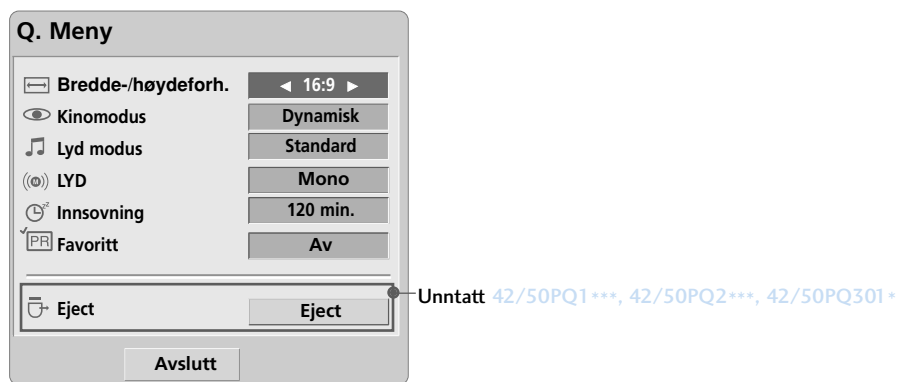 Q. Meny
Bredde-/høydeforh. ◄ 16:9 ►
Kinomodus Dynamisk
Lyd modus Standard
LYD Mono
Innsovning 120 min.
PR Favoritt Av
Eject Eject
Unntatt 42/50PQ1***, 42/50PQ2***, 42/50PQ301*
Avslutt